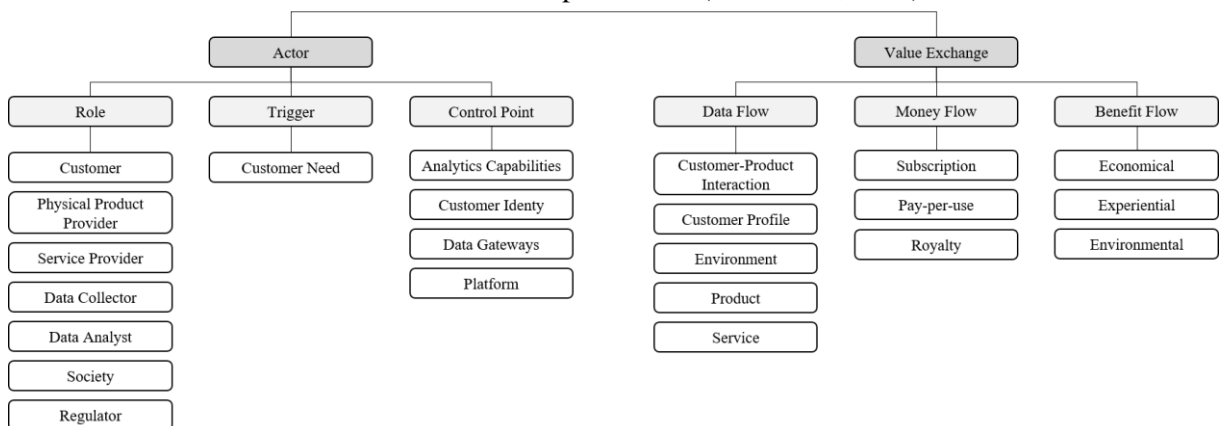 Actor
Value Exchange
Role
Trigger
Control Point
Data Flow
Money Flow
Benefit Flow
Customer
Physical Product
Provider
Service Provider
Data Collector
Data Analyst
Society
Regulator
Customer Need
Analytics Capabilities
Customer Identy
Data Gateways
Platform
Customer-Product
Interaction
Customer Profile
Environment
Product
Service
Subscription
Pay-per-use
Royalty
Economical
Experiential
Environmental